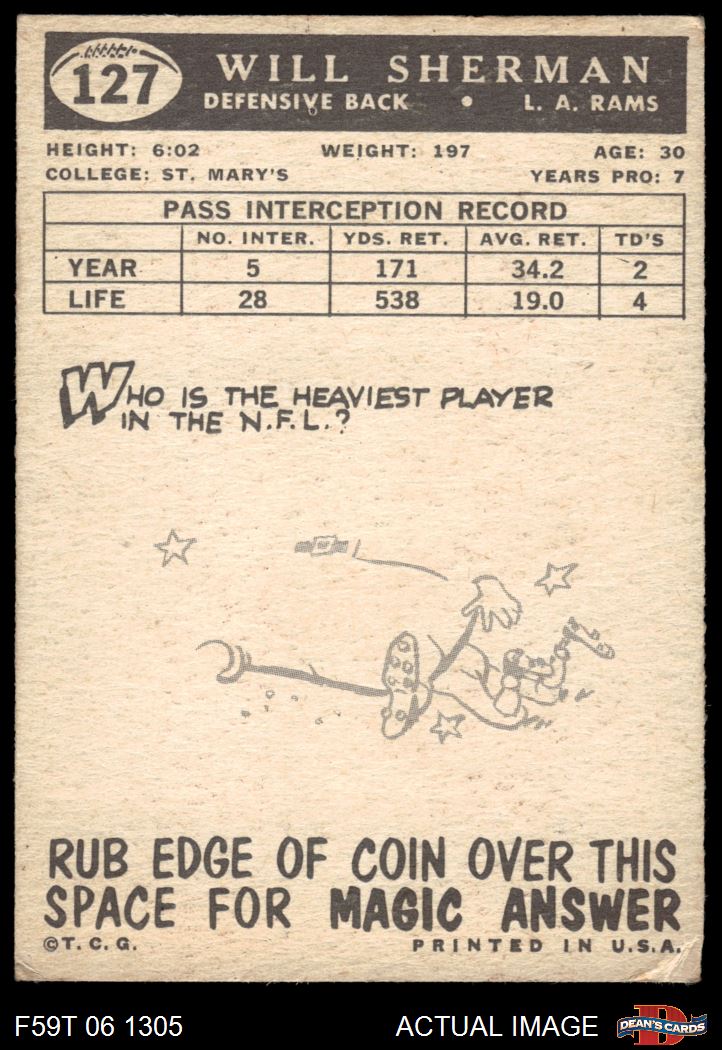 127
WILL SHERMAN
DEFENSIVE BACK • L. A. RAMS
HEIGHT: 6:02 WEIGHT: 197 AGE: 30
COLLEGE: ST. MARY'S YEARS PRO: 7
PASS INTERCEPTION RECORD
NO. INTER. YDS. RET. AVG. RET. TD'S
YEAR 5 171 34.2 2
LIFE 28 538 19.0 4
WHO IS THE HEAVIEST PLAYER
IN THE N.F.L.?
RUB EDGE OF COIN OVER THIS
SPACE FOR MAGIC ANSWER
©T.C.G. PRINTED IN U.S.A.
F59T 06 1305 ACTUAL IMAGE D DEAN'S CARDS